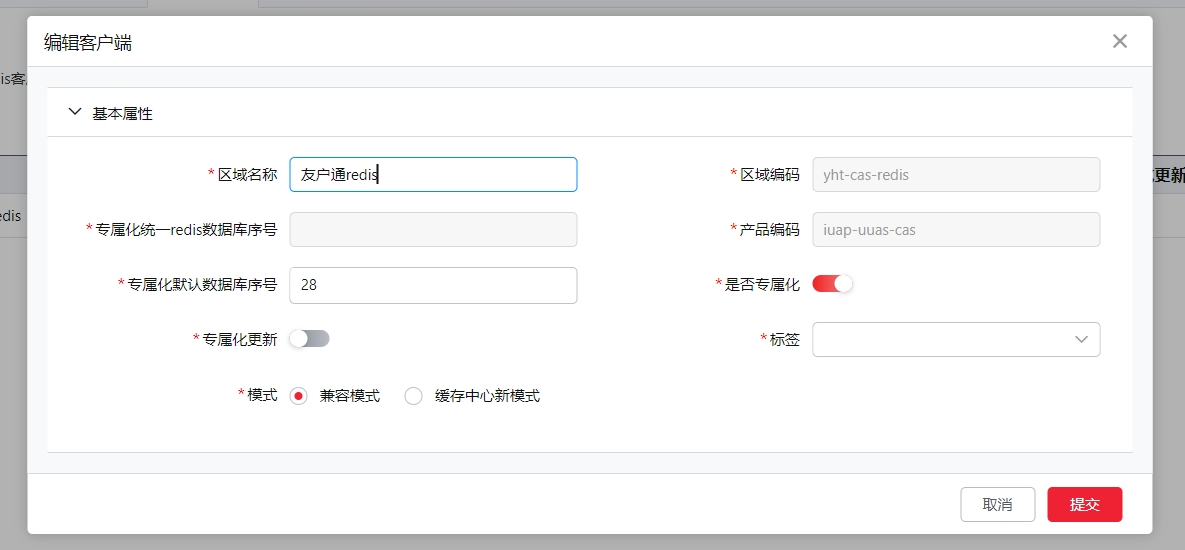 编辑客户端
is客
基本属性
*区域名称 友户通redis
*区域编码 yht-cas-redis
更新
edis
*专属化统一redis数据库序号
*产品编码 iuap-uuas-cas
*专属化默认数据库序号 28
*是否专属化
*专属化更新
*标签
*模式 兼容模式 缓存中心新模式
取消 提交